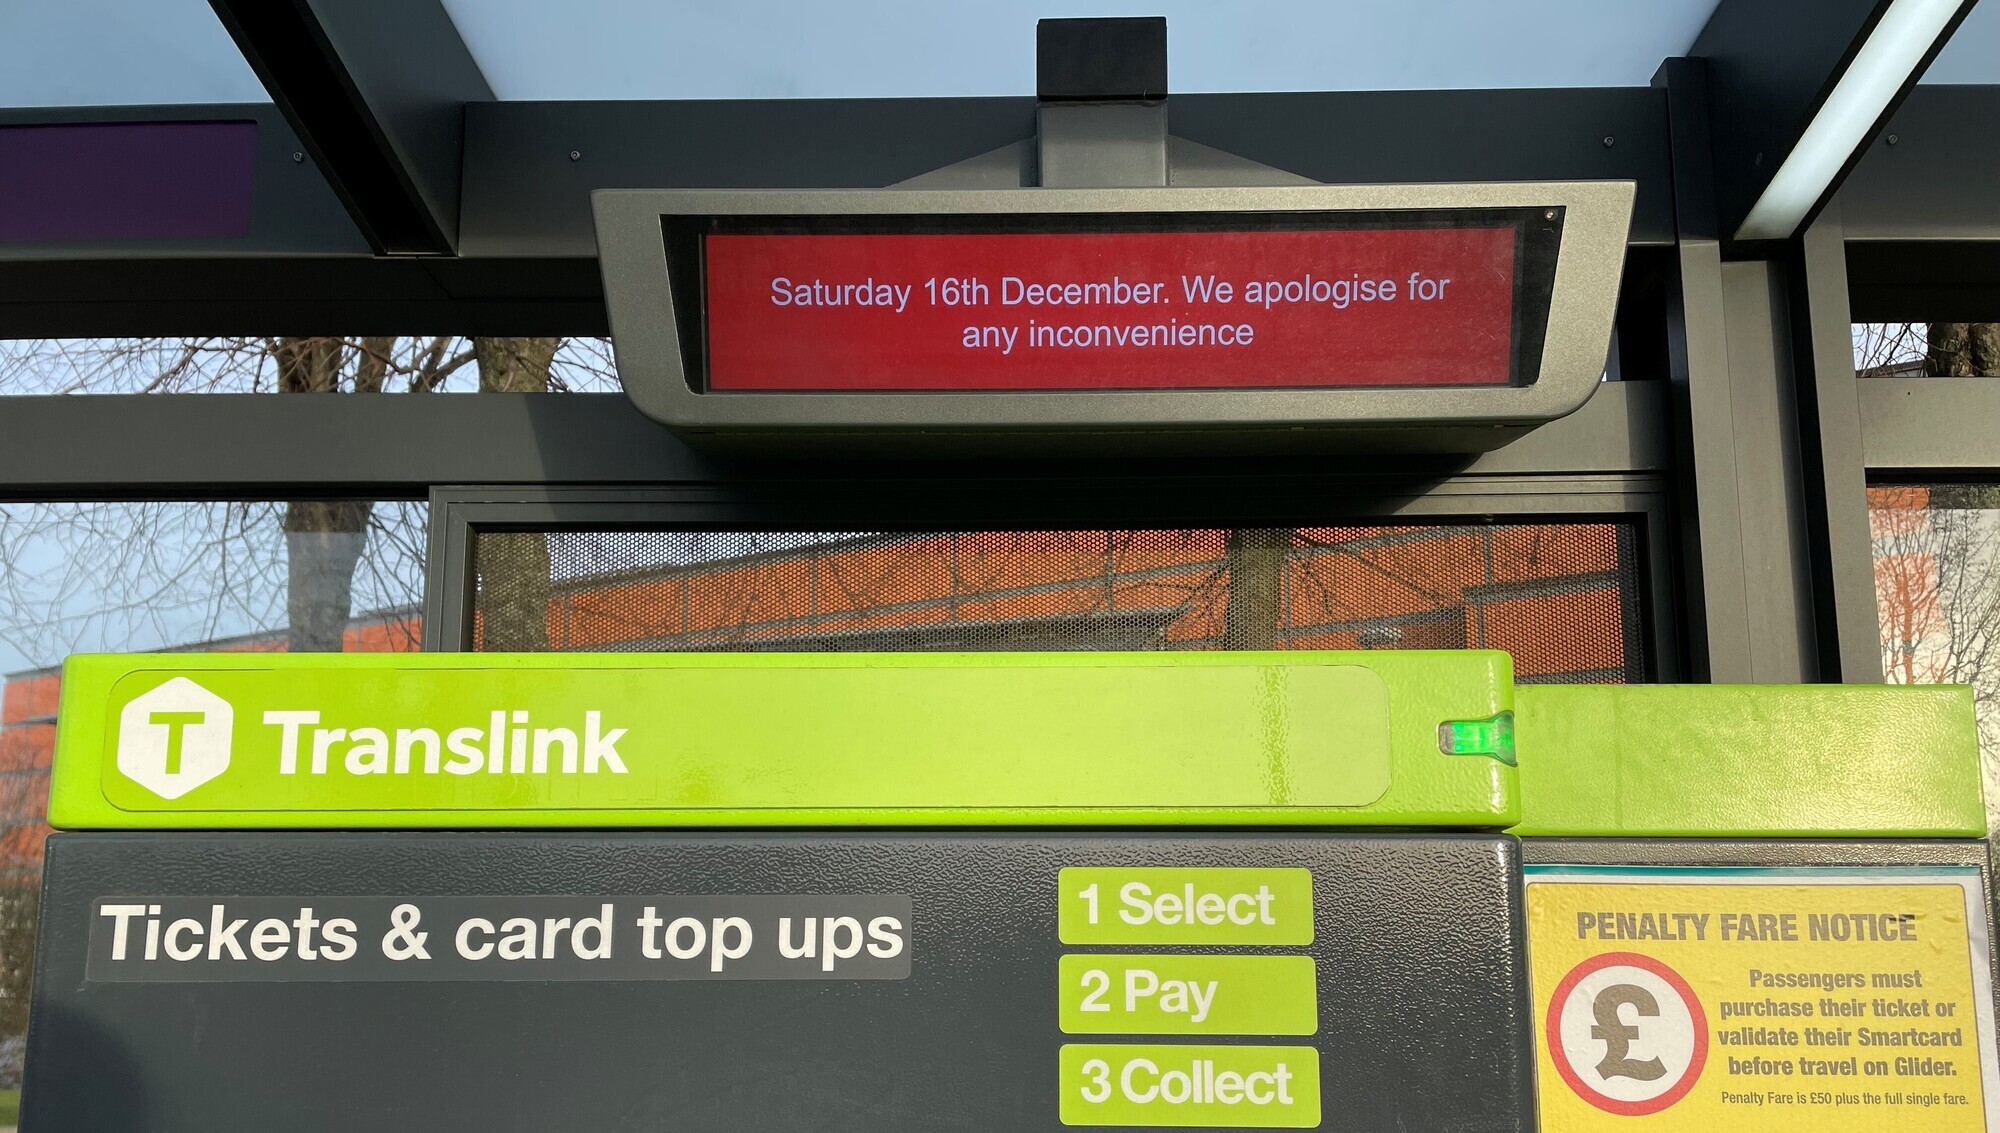 Saturday 16th December. We apologise for
any inconvenience
T Translink
Tickets & card top ups
1 Select
2 Pay
3 Collect
PENALTY FARE NOTICE
£
Passengers must
purchase their ticket or
validate their Smartcard
before travel on Glider.
Penalty Fare is £50 plus the full single fare.